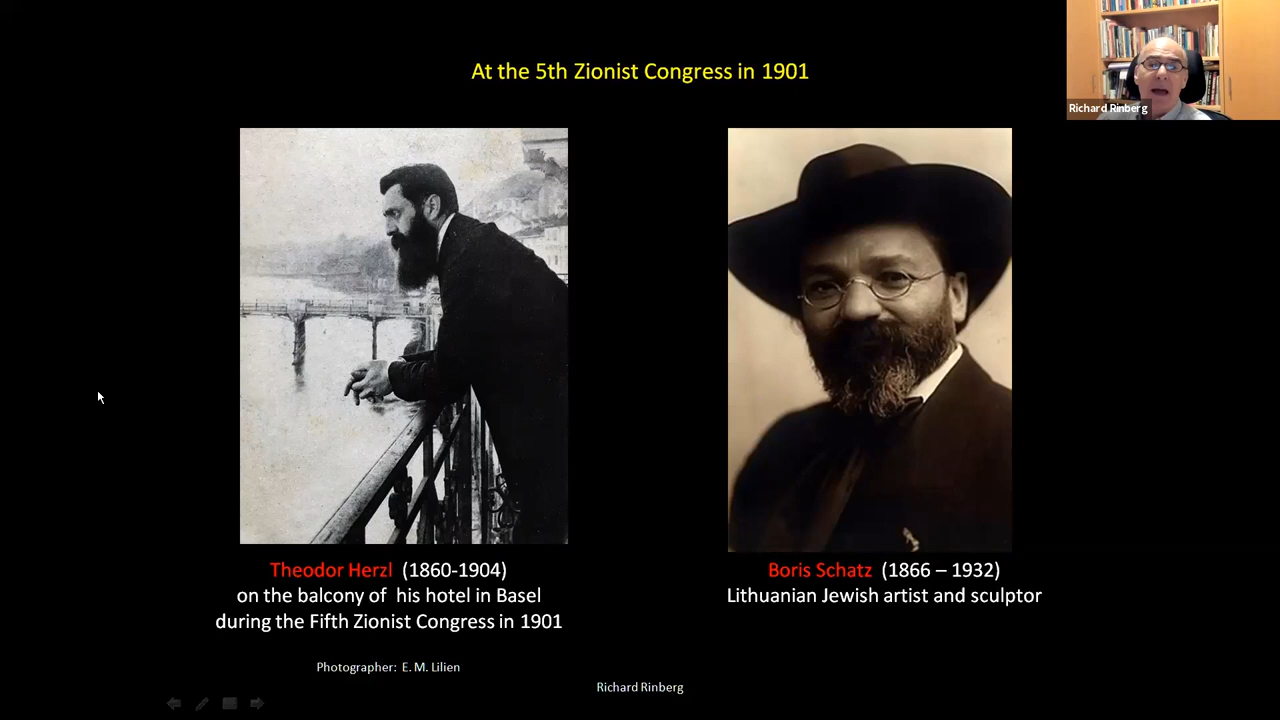 At the 5th Zionist Congress in 1901
Richard Rinberg
Theodor Herzl (1860-1904)
on the balcony of his hotel in Basel
during the Fifth Zionist Congress in 1901
Photographer: E. M. Lilien
Boris Schatz (1866 – 1932)
Lithuanian Jewish artist and sculptor
Richard Rinberg